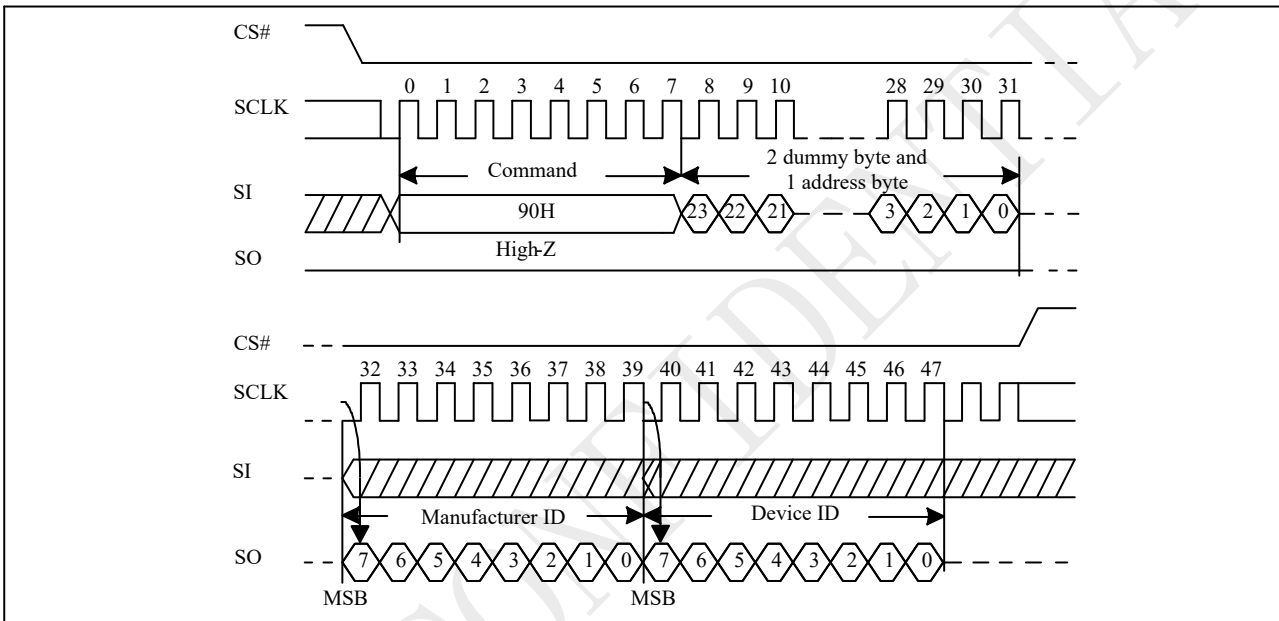 CS#
0 1 2 3 4 5 6 7 8 9 10 28 29 30 31
SCLK
Command
2 dummy byte and
1 address byte
SI
90H 23 22 21 3 2 1 0
High-Z
SO
CS#
32 33 34 35 36 37 38 39 40 41 42 43 44 45 46 47
SCLK
SI
Manufacturer ID Device ID
SO 7 6 5 4 3 2 1 0 7 6 5 4 3 2 1 0
MSB MSB
CONFIDENTIA